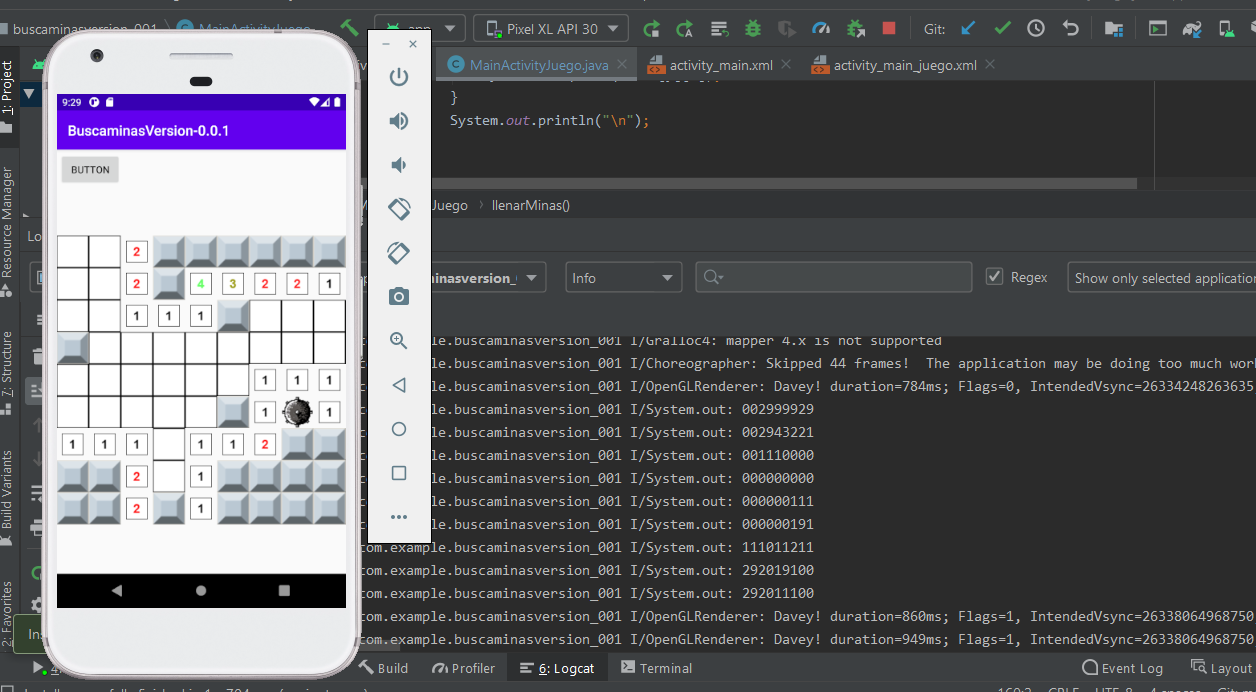 buscaminasversion_001
MainActivityJuego
app
Pixel XL API 30
Git:
1: Project
Resource Manager
7: Structure
Build Variants
2: Favorites
MainActivityJuego.java
activity_main.xml
activity_main_juego.xml
9:29
BuscaminasVersion-0.0.1
BUTTON
2
2 4 3 2 2 1
1 1 1
1 1 1
1 1
1 1 1 1 1 2
2 1
2 1
}
System.out.println("\n");
Juego
llenarMinas()
Lo
minasversion_
Info
Regex
Show only selected application
le.buscaminasversion_001 I/Gralloc4: mapper 4.x is not supported
le.buscaminasversion_001 I/Choreographer: Skipped 44 frames!  The application may be doing too much work
le.buscaminasversion_001 I/OpenGLRenderer: Davey! duration=784ms; Flags=0, IntendedVsync=26334248263635
le.buscaminasversion_001 I/System.out: 002999929
le.buscaminasversion_001 I/System.out: 002943221
le.buscaminasversion_001 I/System.out: 001110000
le.buscaminasversion_001 I/System.out: 000000000
le.buscaminasversion_001 I/System.out: 000000111
le.buscaminasversion_001 I/System.out: 000000191
com.example.buscaminasversion_001 I/System.out: 111011211
com.example.buscaminasversion_001 I/System.out: 292019100
com.example.buscaminasversion_001 I/System.out: 292011100
com.example.buscaminasversion_001 I/OpenGLRenderer: Davey! duration=860ms; Flags=1, IntendedVsync=26338064968750
com.example.buscaminasversion_001 I/OpenGLRenderer: Davey! duration=949ms; Flags=1, IntendedVsync=26338064968750
Ins
4:
Build
Profiler
6: Logcat
Terminal
Event Log
Layout